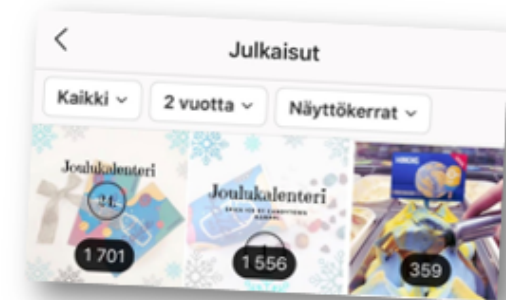 Julkaisut
Kaikki
2 vuotta
Näyttökerrat
Joulukalenteri
24.
1 701
Joulukalenteri
1 556
359